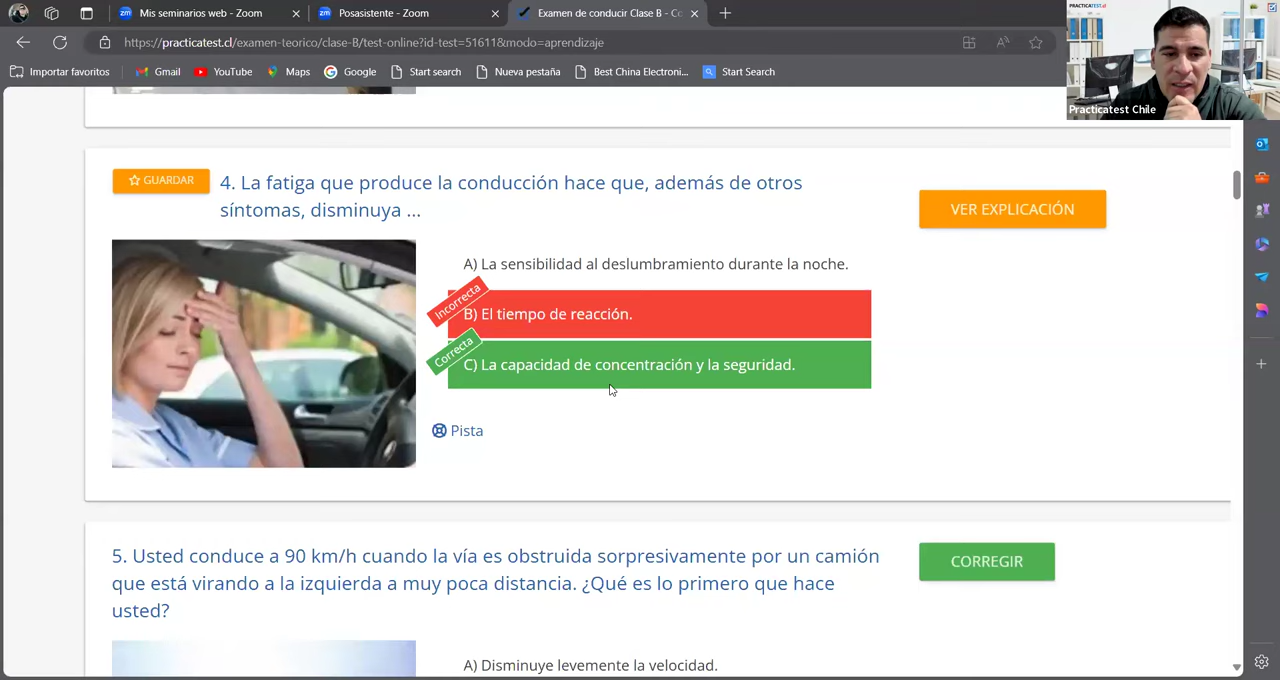 Mis seminarios web - Zoom
Posasistente - Zoom
Examen de conducir Clase B - Co
https://practicatest.cl/examen-teorico/clase-B/test-online?id-test=51611&modo=aprendizaje
Importar favoritos
Gmail
YouTube
Maps
Google
Start search
Nueva pestaña
Best China Electroni...
Start Search
PRACTICATEST.cl
Practicatest Chile
GUARDAR
4. La fatiga que produce la conducción hace que, además de otros
síntomas, disminuya ...
VER EXPLICACIÓN
A) La sensibilidad al deslumbramiento durante la noche.
Incorrecta
B) El tiempo de reacción.
Correcta
C) La capacidad de concentración y la seguridad.
Pista
5. Usted conduce a 90 km/h cuando la vía es obstruida sorpresivamente por un camión
que está virando a la izquierda a muy poca distancia. ¿Qué es lo primero que hace
usted?
CORREGIR
A) Disminuye levemente la velocidad.